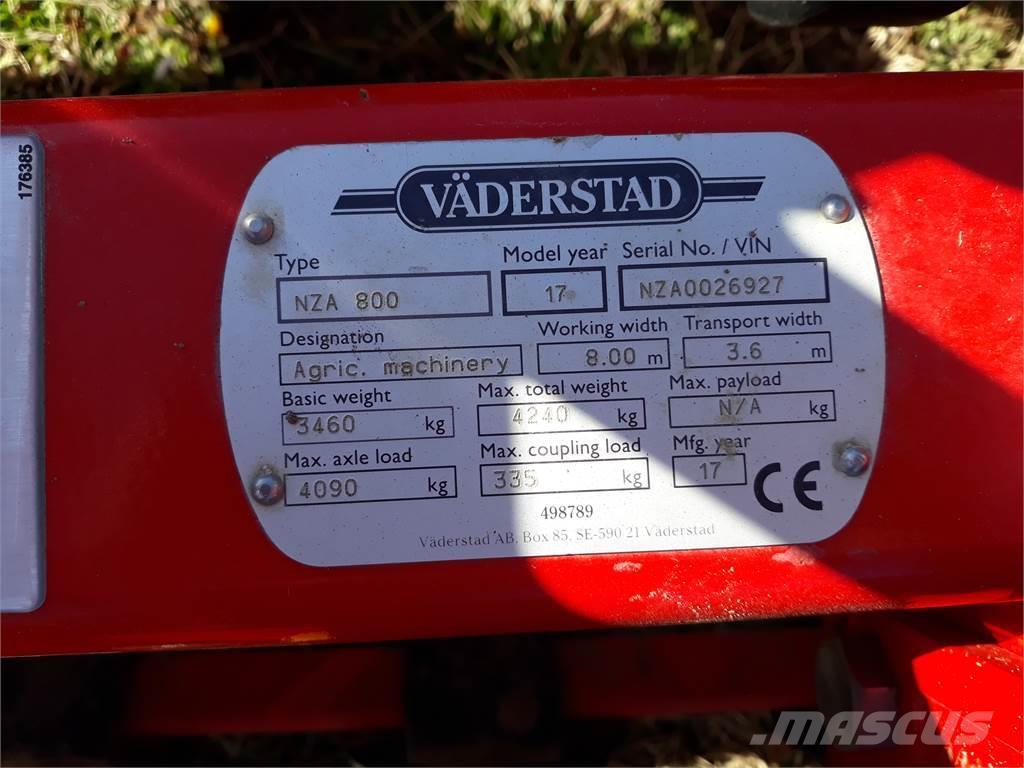 176385
VÄDERSTAD
Type Model year Serial No. / VIN
NZA 800 17 NZA0026927
Designation Working width Transport width
Agric. machinery 8.00 m 3.6 m
Basic weight Max. total weight Max. payload
3460 kg 4240 kg N/A kg
Max. axle load Max. coupling load Mfg. year
4090 kg 335 kg 17 CE
498789
Väderstad AB, Box 85, SE-590 21 Väderstad
MASCUS